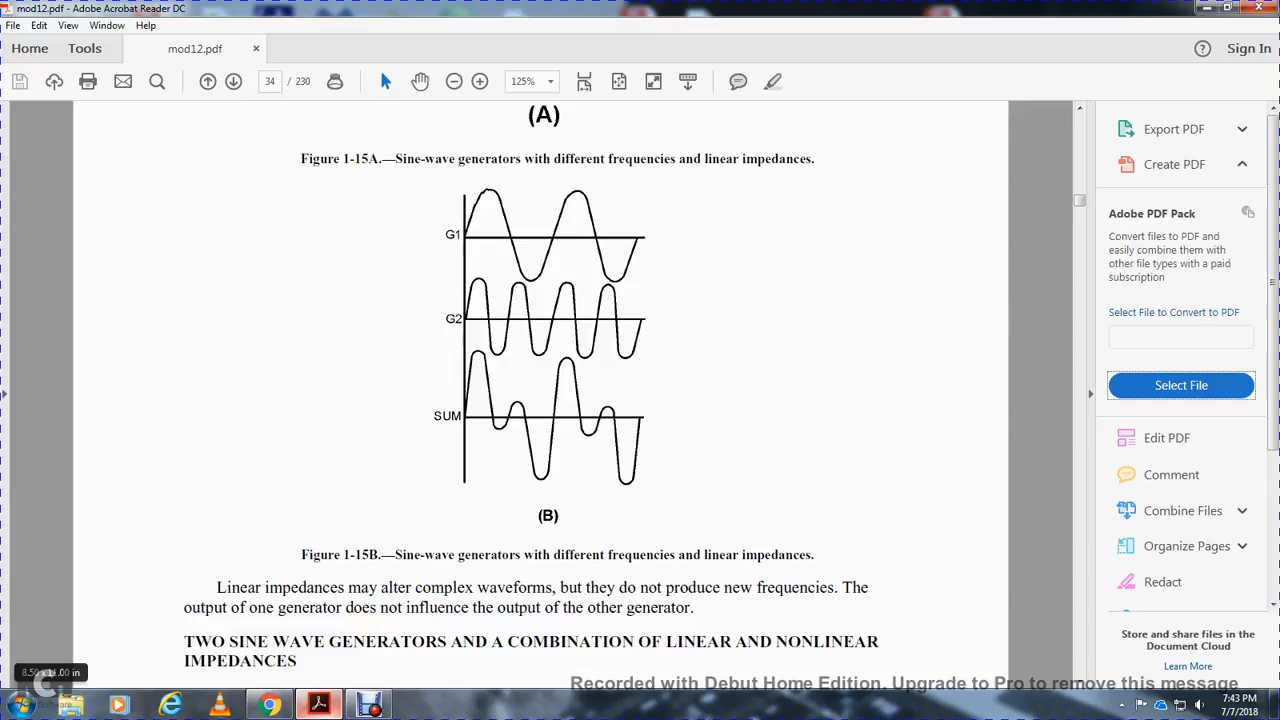 mod12.pdf - Adobe Acrobat Reader DC
File Edit View Window Help
Home Tools mod12.pdf × Sign In
34 / 230 125%
(A)
Figure 1-15A.—Sine-wave generators with different frequencies and linear impedances.
G1
G2
SUM
(B)
Figure 1-15B.—Sine-wave generators with different frequencies and linear impedances.
Linear impedances may alter complex waveforms, but they do not produce new frequencies. The
output of one generator does not influence the output of the other generator.
TWO SINE WAVE GENERATORS AND A COMBINATION OF LINEAR AND NONLINEAR
IMPEDANCES
8.50 x 11.00 in
Export PDF
Create PDF
Adobe PDF Pack
Convert files to PDF and
easily combine them with
other file types with a paid
subscription
Select File to Convert to PDF
Select File
Edit PDF
Comment
Combine Files
Organize Pages
Redact
Store and share files in the
Document Cloud
Learn More
Recorded with Debut Home Edition. Upgrade to Pro to remove this message
Software
7:43 PM
7/7/2018